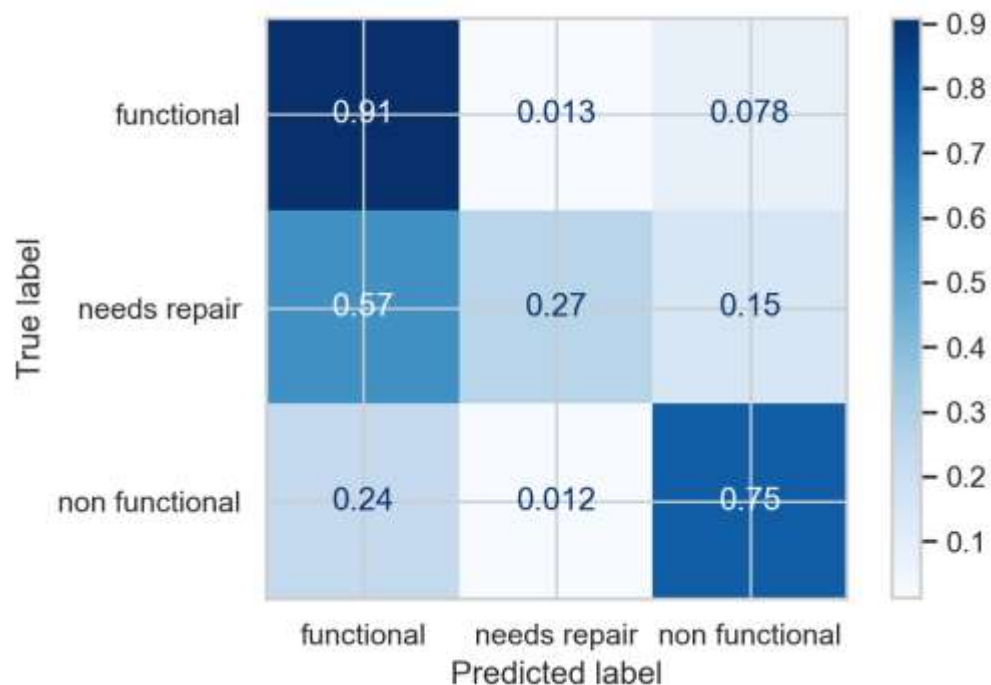 functional 0.91 0.013 0.078
needs repair 0.57 0.27 0.15
non functional 0.24 0.012 0.75
functional needs repair non functional
Predicted label
True label
0.9
0.8
0.7
0.6
0.5
0.4
0.3
0.2
0.1